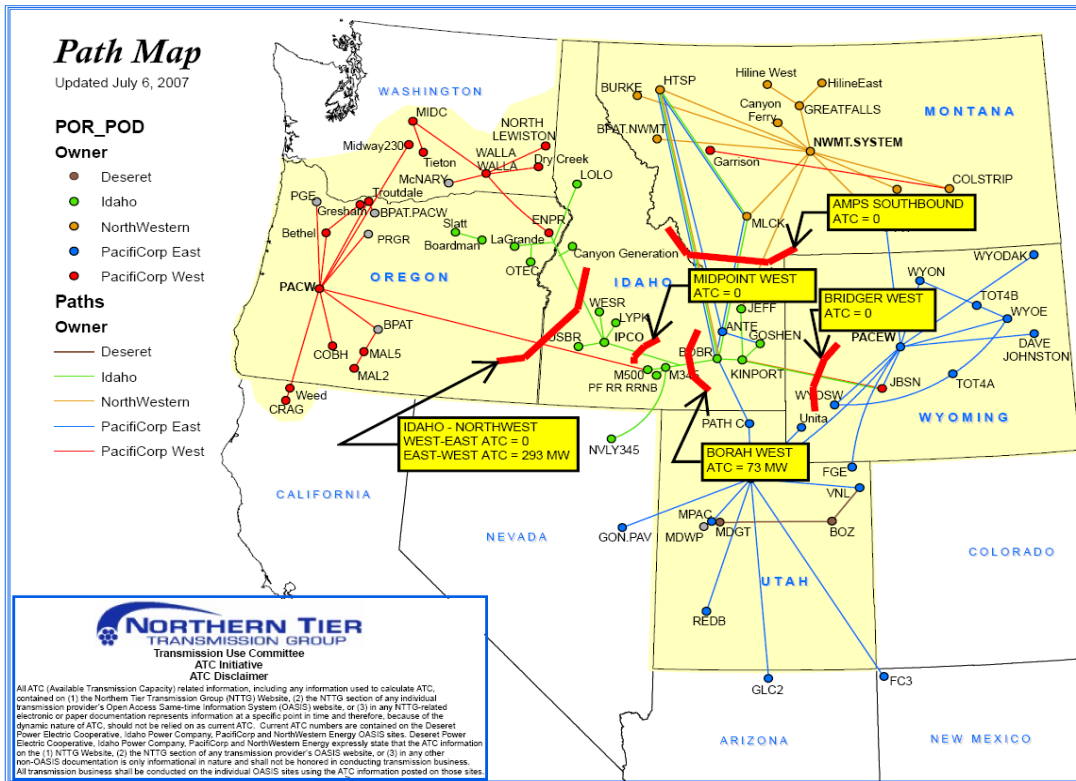 Path Map
Updated July 6, 2007
POR_POD
Owner
Deseret
Idaho
NorthWestern
PacifiCorp East
PacifiCorp West
Paths
Owner
Deseret
Idaho
NorthWestern
PacifiCorp East
PacifiCorp West
WASHINGTON
MIDC
Midway230
Tieton
NORTH
LEWISTON
WALLA
WALLA
Dry Creek
McNARY
LOLO
PGE
Troutdale
Gresham
BPAT.PACW
Bethel
PRGR
Slatt
Boardman
LaGrande
ENPR
OTEC
Canyon Generation
OREGON
PACW
BPAT
COBH
MAL5
MAL2
Weed
CRAG
BURKE
HTSP
Hiline West
HilineEast
Canyon
Ferry
GREATFALLS
MONTANA
BPAT.NWMT
NWMT.SYSTEM
Garrison
COLSTRIP
MLCK
AMPS SOUTHBOUND
ATC = 0
IDAHO
MIDPOINT WEST
ATC = 0
BRIDGER WEST
ATC = 0
WESR
LYPK
IPCO
JEFF
ANTE
GOSHEN
KINPORT
M500
M345
PF RR RRNB
WYON
WYODAK
TOT4B
WYOE
PACEW
DAVE
JOHNSTON
TOT4A
JBSN
WYOSW
WYOMING
Unita
IDAHO - NORTHWEST
WEST-EAST ATC = 0
EAST-WEST ATC = 293 MW
NVLY345
PATH C
BORAH WEST
ATC = 73 MW
FGE
VNL
CALIFORNIA
NEVADA
GON.PAV
MPAC
MDWP
MDGT
BOZ
COLORADO
UTAH
REDB
GLC2
FC3
ARIZONA
NEW MEXICO
NORTHERN TIER
TRANSMISSION GROUP
Transmission Use Committee
ATC Initiative
ATC Disclaimer
All ATC (Available Transmission Capacity) related information, including any information used to calculate ATC,
contained on (1) the Northern Tier Transmission Group (NTTG) Website, (2) the NTTG section of any individual
transmission provider's Open Access Same-time Information System (OASIS) website, or (3) in any NTTG-related
electronic or paper documentation represents information at a specific point in time and therefore, because of the
dynamic nature of ATC, should not be relied on as current ATC. Current ATC numbers are contained on the Deseret
Power Electric Cooperative, Idaho Power Company, PacifiCorp and NorthWestern Energy OASIS sites. Deseret Power
Electric Cooperative, Idaho Power Company, PacifiCorp and NorthWestern Energy expressly state that the ATC information
on the (1) NTTG Website, (2) the NTTG section of any transmission provider's OASIS website, or (3) in any other
non-OASIS documentation is only informational in nature and shall not be honored in conducting transmission business.
All transmission business shall be conducted on the individual OASIS sites using the ATC information posted on those sites.